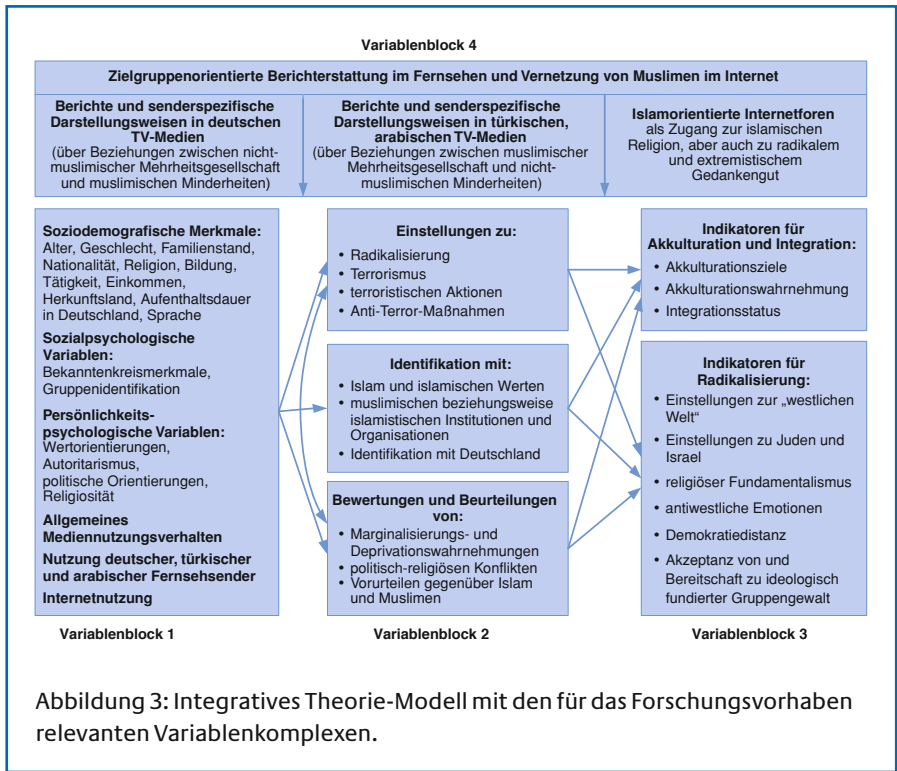 Variablenblock 4
Zielgruppenorientierte Berichterstattung im Fernsehen und Vernetzung von Muslimen im Internet
Berichte und senderspezifische
Darstellungsweisen in deutschen
TV-Medien
(über Beziehungen zwischen nicht-
muslimischer Mehrheitsgesellschaft
und muslimischen Minderheiten)
Berichte und senderspezifische
Darstellungsweisen in türkischen,
arabischen TV-Medien
(über Beziehungen zwischen muslimischer
Mehrheitsgesellschaft und nicht-
muslimischen Minderheiten)
Islamorientierte Internetforen
als Zugang zur islamischen
Religion, aber auch zu radikalem
und extremistischem
Gedankengut
Soziodemografische Merkmale:
Alter, Geschlecht, Familienstand,
Nationalität, Religion, Bildung,
Tätigkeit, Einkommen,
Herkunftsland, Aufenthaltsdauer
in Deutschland, Sprache
Sozialpsychologische
Variablen:
Bekanntenkreismerkmale,
Gruppenidentifikation
Persönlichkeits-
psychologische Variablen:
Wertorientierungen,
Autoritarismus,
politische Orientierungen,
Religiosität
Allgemeines
Mediennutzungsverhalten
Nutzung deutscher, türkischer
und arabischer Fernsehsender
Internetnutzung
Variablenblock 1
Einstellungen zu:
• Radikalisierung
• Terrorismus
• terroristischen Aktionen
• Anti-Terror-Maßnahmen
Identifikation mit:
• Islam und islamischen Werten
• muslimischen beziehungsweise
islamistischen Institutionen und
Organisationen
• Identifikation mit Deutschland
Bewertungen und Beurteilungen
von:
• Marginalisierungs- und
Deprivationswahrnehmungen
• politisch-religiösen Konflikten
• Vorurteilen gegenüber Islam
und Muslimen
Variablenblock 2
Indikatoren für
Akkulturation und Integration:
• Akkulturationsziele
• Akkulturationswahrnehmung
• Integrationsstatus
Indikatoren für
Radikalisierung:
• Einstellungen zur „westlichen
Welt“
• Einstellungen zu Juden und
Israel
• religiöser Fundamentalismus
• antiwestliche Emotionen
• Demokratiedistanz
• Akzeptanz von und
Bereitschaft zu ideologisch
fundierter Gruppengewalt
Variablenblock 3
Abbildung 3: Integratives Theorie-Modell mit den für das Forschungsvorhaben
relevanten Variablenkomplexen.